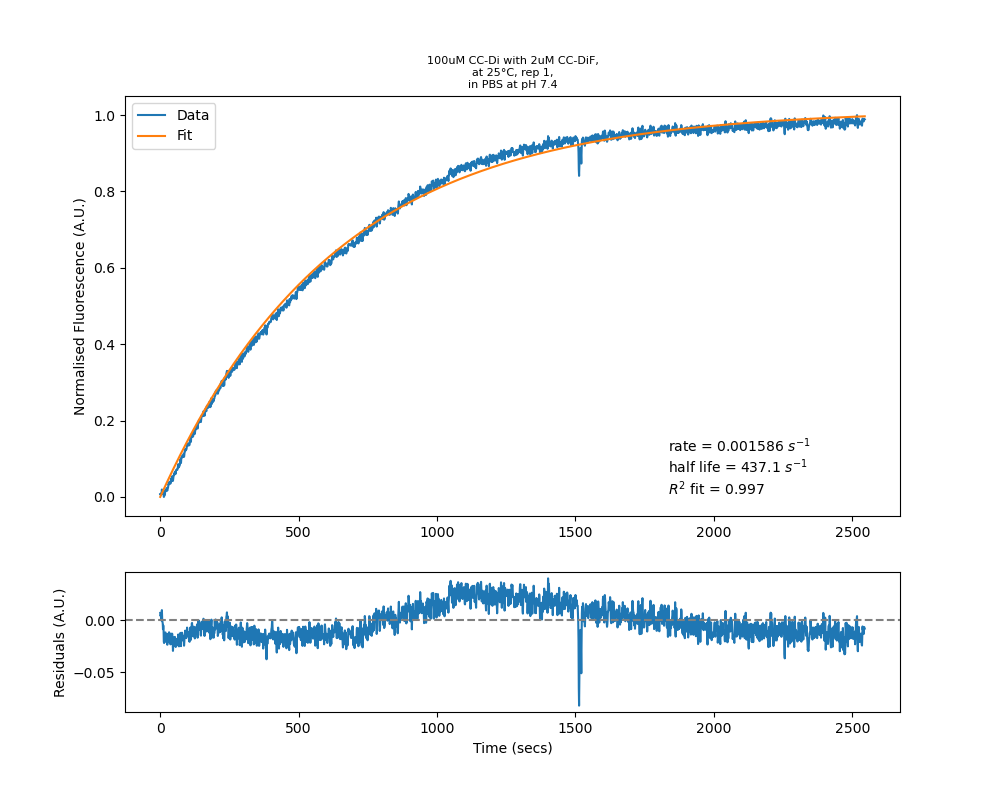 100uM CC-Di with 2uM CC-DiF,
at 25°C, rep 1,
in PBS at pH 7.4
Data
Fit
Normalised Fluorescence (A.U.)
1.0
0.8
0.6
0.4
0.2
0.0
rate = 0.001586 s⁻¹
half life = 437.1 s⁻¹
R² fit = 0.997
0
500
1000
1500
2000
2500
Residuals (A.U.)
0.00
−0.05
0
500
1000
1500
2000
2500
Time (secs)